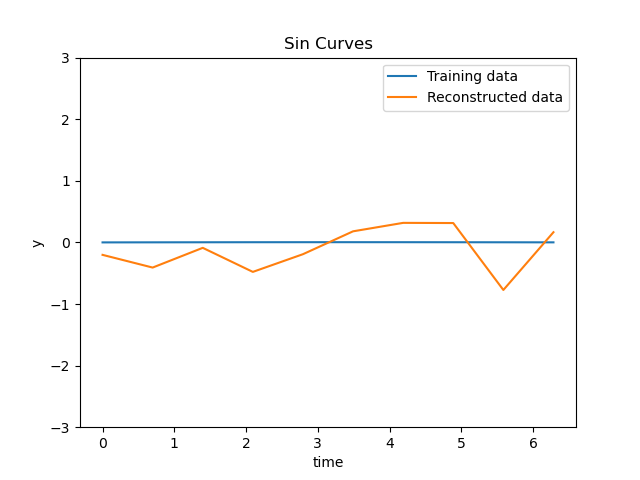 Sin Curves
Training data
Reconstructed data
3
2
1
0
−1
−2
−3
y
0 1 2 3 4 5 6
time